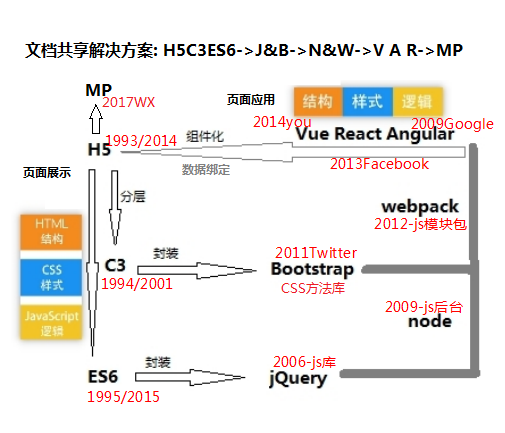 文档共享解决方案: H5C3ES6->J&B->N&W->V A R->MP
MP
2017WX
页面应用
结构 样式 逻辑
2014you
2009Google
1993/2014
组件化
Vue React Angular
H5
2013Facebook
数据绑定
页面展示
分层
webpack
2012-js模块包
HTML
结构
封装
2011Twitter
CSS
样式
C3
Bootstrap
1994/2001
CSS方法库
2009-js后台
JavaScript
逻辑
node
封装
2006-js库
ES6
jQuery
1995/2015